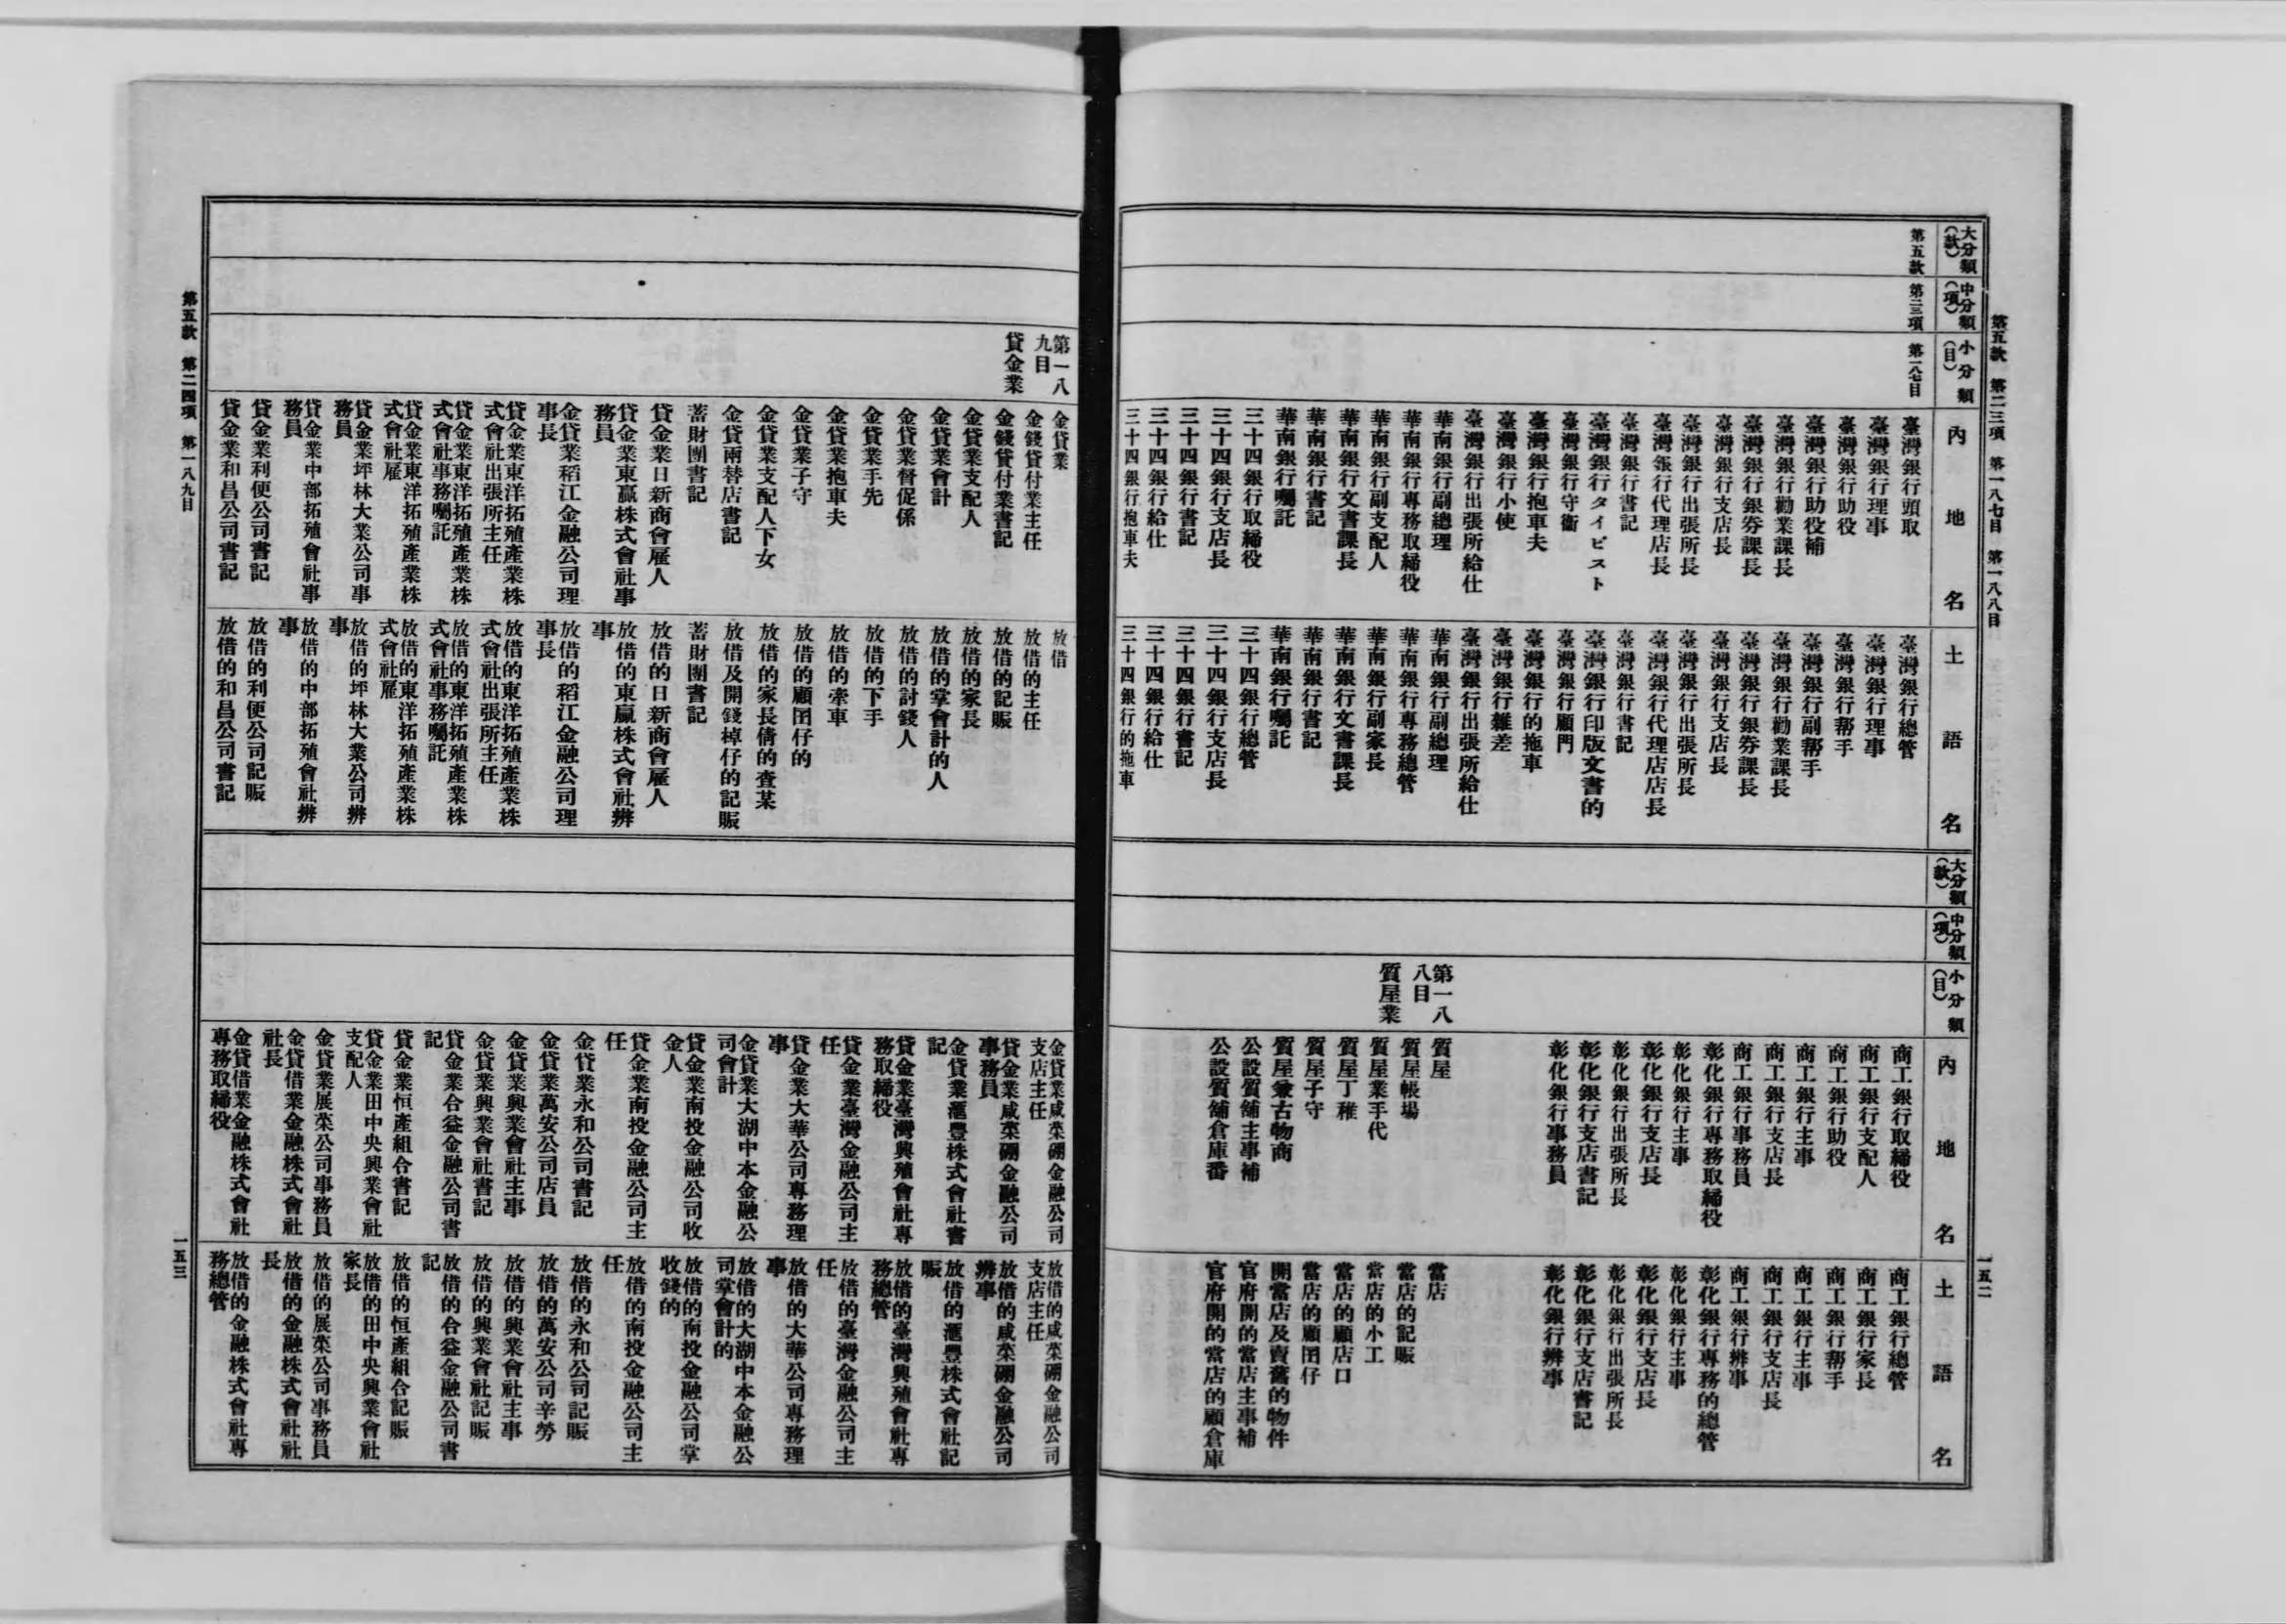 第五款 第二三項 第一八七目 第一八八目
一五二
大分類(款)
中分類(項)
小分類(目)
內地名
土語名
第五款
第二三項
第一八七目
臺灣銀行頭取
臺灣銀行總管
臺灣銀行理事
臺灣銀行理事
臺灣銀行助役
臺灣銀行幫手
臺灣銀行助役補
臺灣銀行副幫手
臺灣銀行勸業課長
臺灣銀行勸業課長
臺灣銀行銀券課長
臺灣銀行銀券課長
臺灣銀行支店長
臺灣銀行支店長
臺灣銀行出張所長
臺灣銀行出張所長
臺灣銀行代理店長
臺灣銀行代理店店長
臺灣銀行書記
臺灣銀行書記
臺灣銀行タイピスト
臺灣銀行印版文書的
臺灣銀行守衞
臺灣銀行顧門
臺灣銀行抱車夫
臺灣銀行的拖車
臺灣銀行小使
臺灣銀行雜差
臺灣銀行出張所給仕
臺灣銀行出張所給仕
華南銀行副總理
華南銀行副總理
華南銀行專務取締役
華南銀行專務總管
華南銀行副支配人
華南銀行副家長
華南銀行文書課長
華南銀行文書課長
華南銀行書記
華南銀行書記
華南銀行囑託
華南銀行囑託
三十四銀行取締役
三十四銀行總管
三十四銀行支店長
三十四銀行支店長
三十四銀行書記
三十四銀行書記
三十四銀行給仕
三十四銀行給仕
三十四銀行抱車夫
三十四銀行的拖車
大分類(款)
中分類(項)
小分類(目)
內地名
土語名
商工銀行取締役
商工銀行總管
商工銀行支配人
商工銀行家長
商工銀行助役
商工銀行幫手
商工銀行主事
商工銀行主事
商工銀行支店長
商工銀行支店長
商工銀行事務員
商工銀行辨事
彰化銀行專務取締役
彰化銀行專務的總管
彰化銀行主事
彰化銀行主事
彰化銀行支店長
彰化銀行支店長
彰化銀行出張所長
彰化銀行出張所長
彰化銀行支店書記
彰化銀行支店書記
彰化銀行事務員
彰化銀行辨事
第一八八目
質屋業
質屋
當店
質屋帳場
當店的記賬
質屋業手代
當店的小工
質屋丁稚
當店的顧店口
質屋子守
當店的顧囝仔
質屋兼古物商
開當店及賣舊的物件
公設質舖主事補
官府開的當店主事補
公設質舖倉庫番
官府開的當店的顧倉庫
第一八九目
貸金業
金貸業
放借
金錢貸付業主任
放借的主任
金錢貸付業書記
放借的記賬
金貸業支配人
放借的家長
金貸業會計
放借的掌會計的人
金貸業督促係
放借的討錢人
金貸業手先
放借的下手
金貸業抱車夫
放借的牽車
金貸業子守
放借的顧囝仔的
金貸業支配人下女
放借的家長倩的查某
金貸兩替店書記
放借及開錢棹仔的記賬
蓄財團書記
蓄財團書記
貸金業日新商會雇人
放借的日新商會雇人
貸金業東贏株式會社事務員
放借的東贏株式會社辨事
金貸業稻江金融公司理事長
放借的稻江金融公司理事長
貸金業東洋拓殖產業株式會社出張所主任
放借的東洋拓殖產業株式會社出張所主任
貸金業東洋拓殖產業株式會社事務囑託
放借的東洋拓殖產業株式會社事務囑託
貸金業東洋拓殖產業株式會社雇
放借的東洋拓殖產業株式會社雇
貸金業坪林大業公司事務員
放借的坪林大業公司辨事
貸金業中部拓殖會社事務員
放借的中部拓殖會社辨事
貸金業利便公司書記
放借的利便公司記賬
貸金業和昌公司書記
放借的和昌公司書記
金貸業咸菜硼金融公司支店主任
放借的咸菜硼金融公司支店主任
貸金業咸菜硼金融公司事務員
放借的咸菜硼金融公司辨事
金貸業滙豐株式會社書記
放借的滙豐株式會社記賬
貸金業臺灣興殖會社專務取締役
放借的臺灣興殖會社專務總管
貸金業臺灣金融公司主任
放借的臺灣金融公司主任
貸金業大華公司專務理事
放借的大華公司專務理事
金貸業大湖中本金融公司會計
放借的大湖中本金融公司掌會計的
貸金業南投金融公司收金人
放借的南投金融公司掌收錢的
貸金業南投金融公司主任
放借的南投金融公司主任
金貸業永和公司書記
放借的永和公司記賬
金貸業萬安公司店員
放借的萬安公司辛勞
金貸業興業會社主事
放借的興業會社主事
金貸業興業會社書記
放借的興業會社記賬
貸金業合益金融公司書記
放借的合益金融公司書記
貸金業恒產組合書記
放借的恒產組合記賬
貸金業田中央興業會社支配人
放借的田中央興業會社家長
金貸業展菜公司事務員
放借的展菜公司事務員
金貸借業金融株式會社社長
放借的金融株式會社社長
金貸借業金融株式會社專務取締役
放借的金融株式會社專務總管
第五款 第二四項 第一八九目
一五三